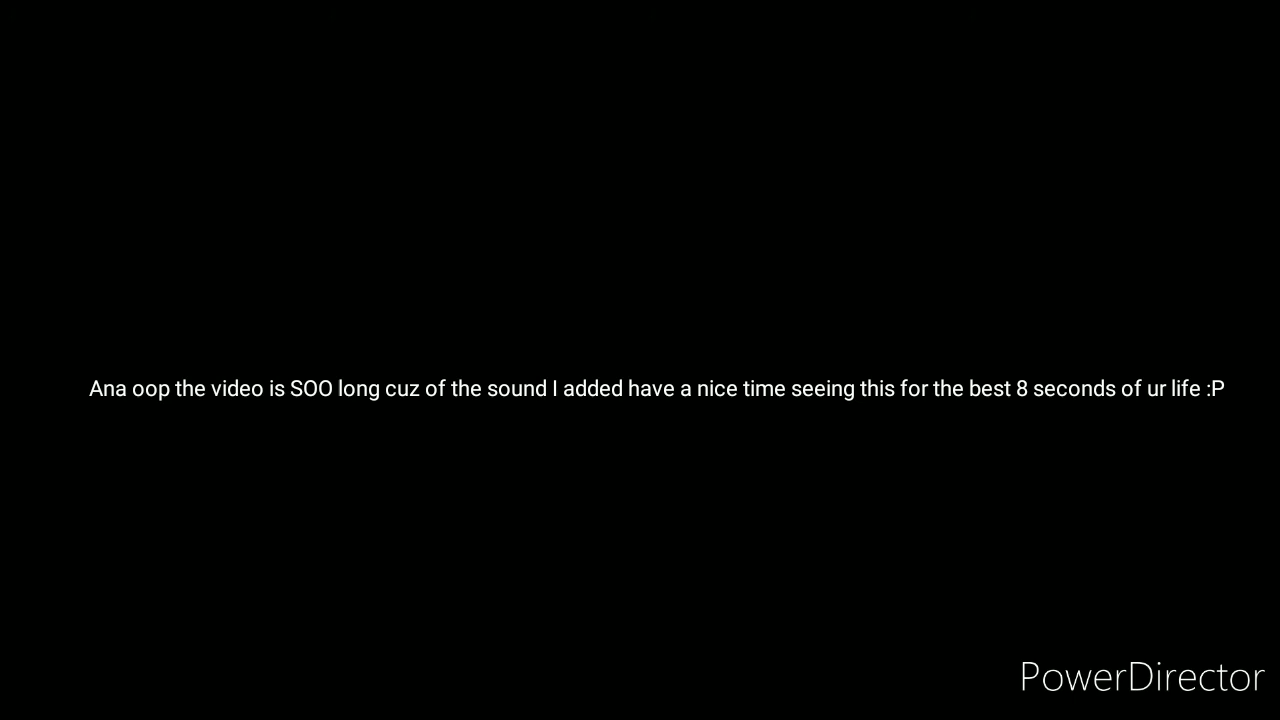 Ana oop the video is SOO long cuz of the sound I added have a nice time seeing this for the best 8 seconds of ur life :P
PowerDirector